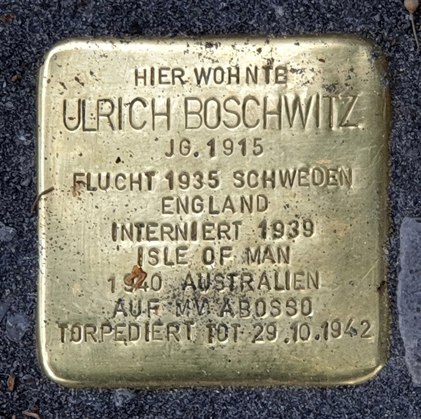 HIER WOHNTE
ULRICH BOSCHWITZ
JG. 1915
FLUCHT 1935 SCHWEDEN
ENGLAND
INTERNIERT 1939
ISLE OF MAN
1940 AUSTRALIEN
AUF MV ABOSSO
TORPEDIERT TOT 29.10.1942